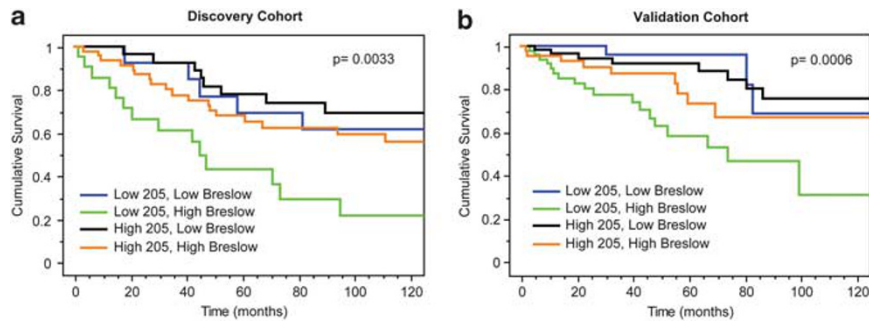 a
Discovery Cohort
Cumulative Survival
1
0.8
0.6
0.4
0.2
0
p= 0.0033
Low 205, Low Breslow
Low 205, High Breslow
High 205, Low Breslow
High 205, High Breslow
0 20 40 60 80 100 120
Time (months)
b
Validation Cohort
Cumulative Survival
1
0.8
0.6
0.4
0.2
0
p= 0.0006
Low 205, Low Breslow
Low 205, High Breslow
High 205, Low Breslow
High 205, High Breslow
0 20 40 60 80 100 120
Time (months)